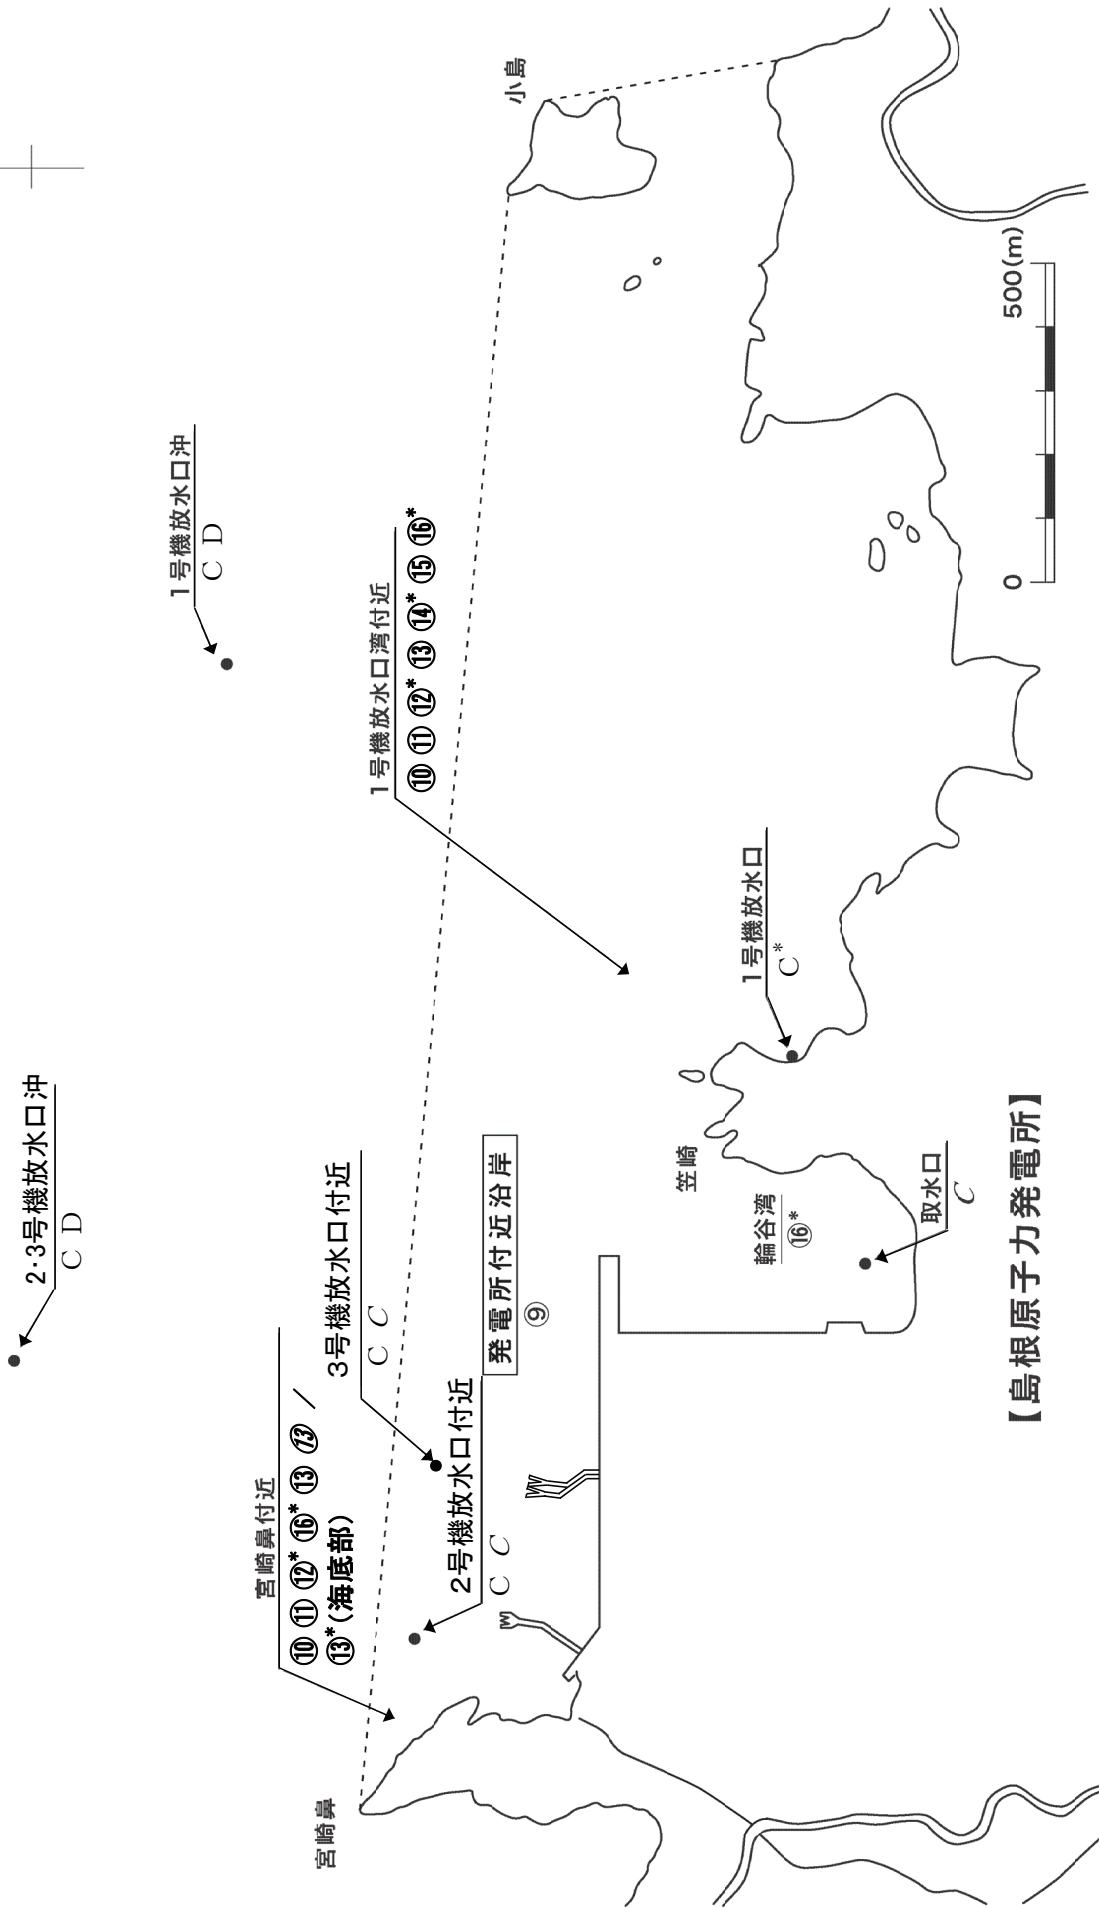 2・3号機放水口沖
C D
1号機放水口沖
C D
小島
宮崎鼻付近
⑩ ⑪ ⑫* ⑯* ⑬ ⑬ /
⑬*(海底部)
宮崎鼻
3号機放水口付近
C C
1号機放水口湾付近
⑩ ⑪ ⑫* ⑬ ⑭* ⑮ ⑯*
2号機放水口付近
C C
発電所付近沿岸
⑨
笠崎
輪谷湾
⑯*
1号機放水口
C*
取水口
C
0 500(m)
【島根原子力発電所】